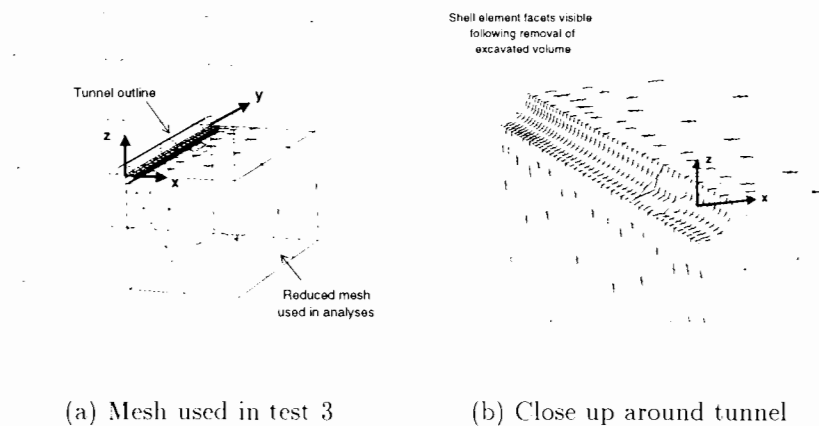 Shell element facets visible
following removal of
excavated volume
Tunnel outline
y
z
x
z
x
Reduced mesh
used in analyses
(a) Mesh used in test 3
(b) Close up around tunnel